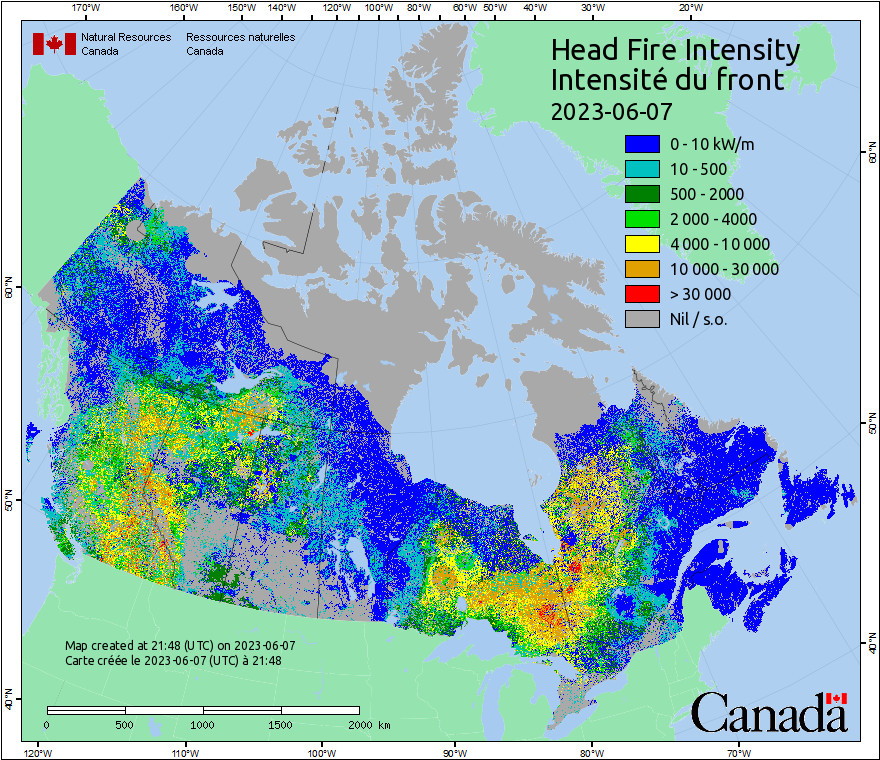 170°W 160°W 150°W 140°W 120°W 100°W 80°W 60°W 50°W 40°W 30°W 20°W
Natural Resources Ressources naturelles
Canada Canada
Head Fire Intensity
Intensité du front
2023-06-07
0 - 10 kW/m
10 - 500
500 - 2000
2 000 - 4000
4 000 - 10 000
10 000 - 30 000
> 30 000
Nil / s.o.
60°N
50°N
40°N
60°N
50°N
40°N
Map created at 21:48 (UTC) on 2023-06-07
Carte créée le 2023-06-07 (UTC) à 21:48
0 500 1000 1500 2000 km
Canada
120°W 110°W 100°W 90°W 80°W 70°W